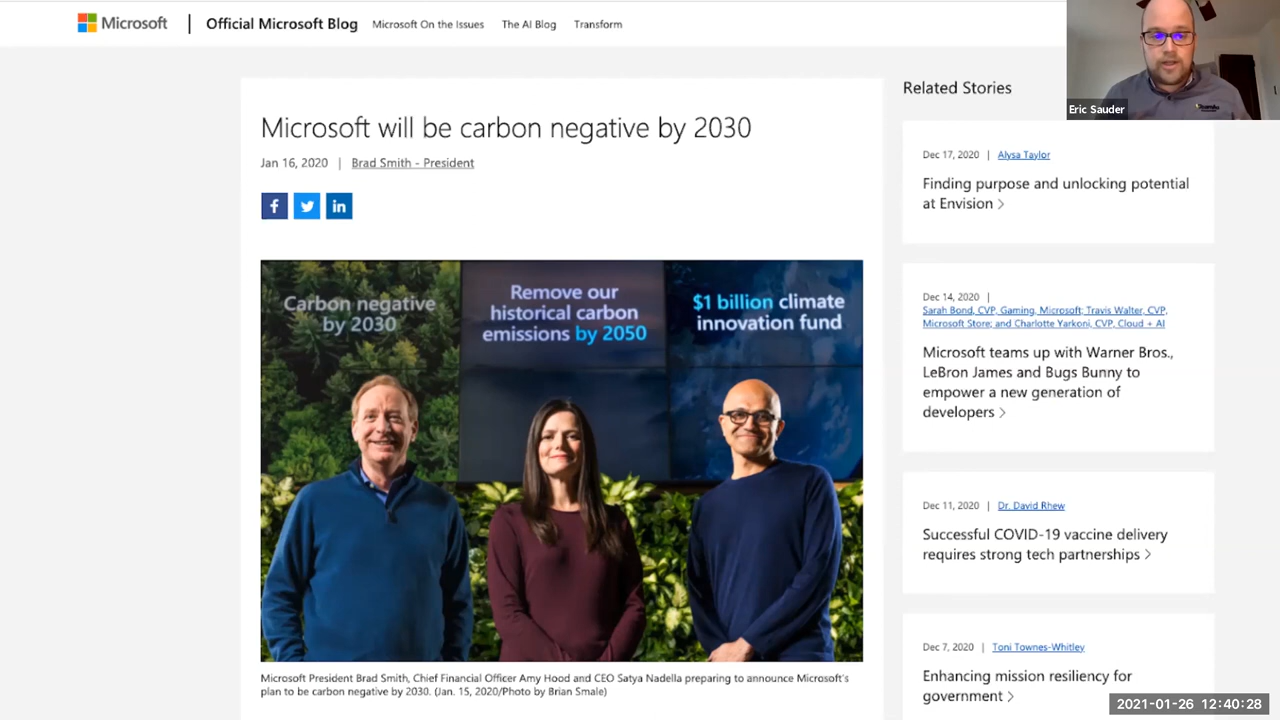 Microsoft
Official Microsoft Blog
Microsoft On the Issues
The AI Blog
Transform
Microsoft will be carbon negative by 2030
Jan 16, 2020 | Brad Smith - President
f
in
Carbon negative
by 2030
Remove our
historical carbon
emissions by 2050
$1 billion climate
innovation fund
Microsoft President Brad Smith, Chief Financial Officer Amy Hood and CEO Satya Nadella preparing to announce Microsoft's
plan to be carbon negative by 2030. (Jan. 15, 2020/Photo by Brian Smale)
Eric Sauder
Related Stories
Dec 17, 2020 | Alysa Taylor
Finding purpose and unlocking potential
at Envision >
Dec 14, 2020 |
Sarah Bond, CVP, Gaming, Microsoft; Travis Walter, CVP,
Microsoft Store; and Charlotte Yarkoni, CVP, Cloud + AI
Microsoft teams up with Warner Bros.,
LeBron James and Bugs Bunny to
empower a new generation of
developers >
Dec 11, 2020 | Dr. David Rhew
Successful COVID-19 vaccine delivery
requires strong tech partnerships >
Dec 7, 2020 | Toni Townes-Whitley
Enhancing mission resiliency for
government >
2021-01-26 12:40:28